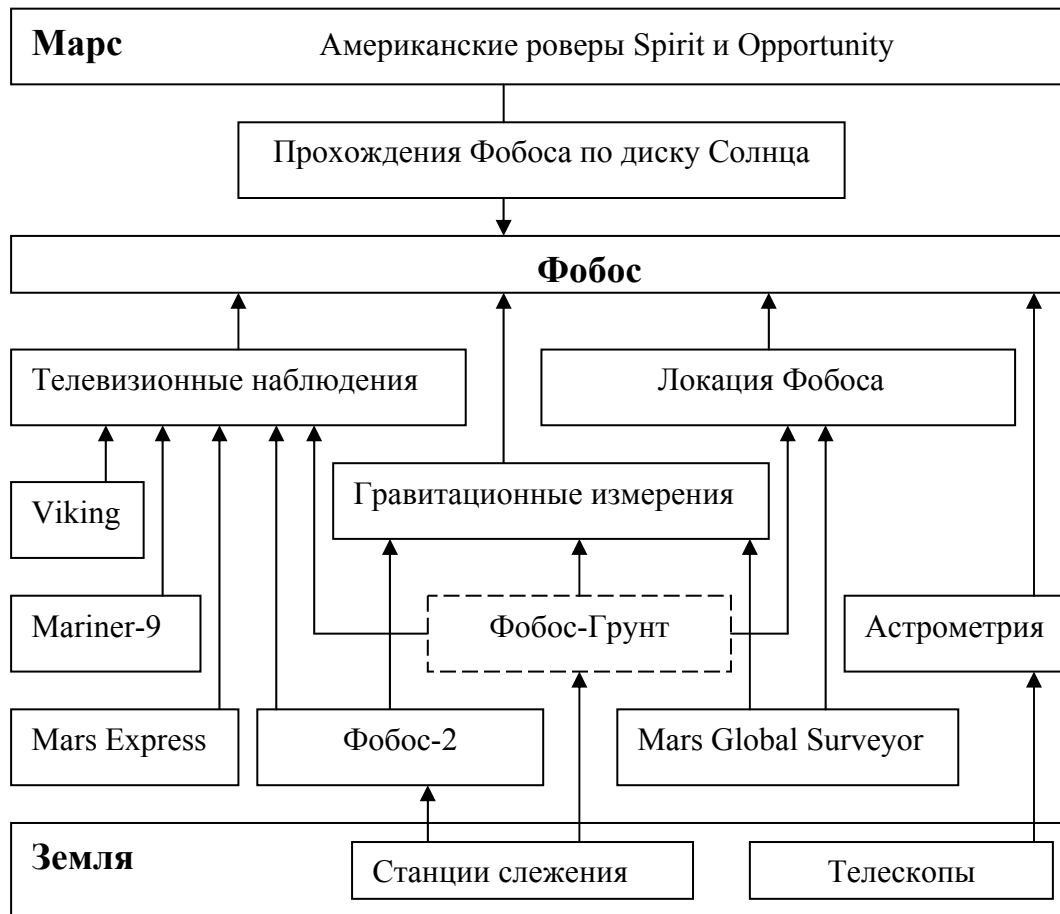 Марс
Американские роверы Spirit и Opportunity
Прохождения Фобоса по диску Солнца
Фобос
Телевизионные наблюдения
Локация Фобоса
Гравитационные измерения
Viking
Mariner-9
Фобос-Грунт
Астрометрия
Mars Express
Фобос-2
Mars Global Surveyor
Земля
Станции слежения
Телескопы